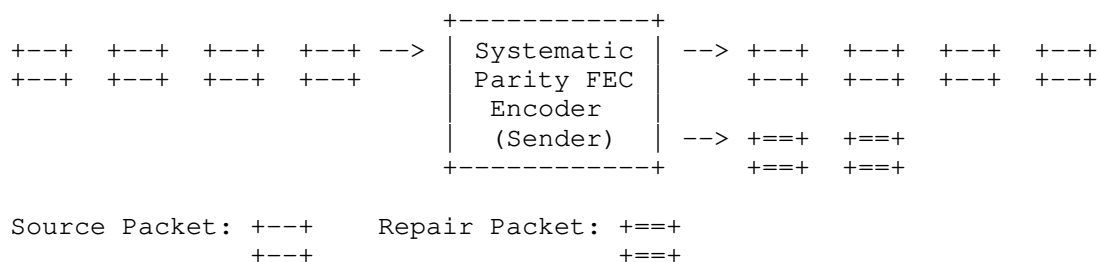 +------------+
+--+  +--+  +--+  +--+ -->  | Systematic | --> +--+  +--+  +--+  +--+
+--+  +--+  +--+  +--+      | Parity FEC |     +--+  +--+  +--+  +--+
                            |  Encoder   |
                            |  (Sender)  | --> +==+  +==+
                            +------------+     +==+  +==+
Source Packet: +--+    Repair Packet: +==+
               +--+                   +==+